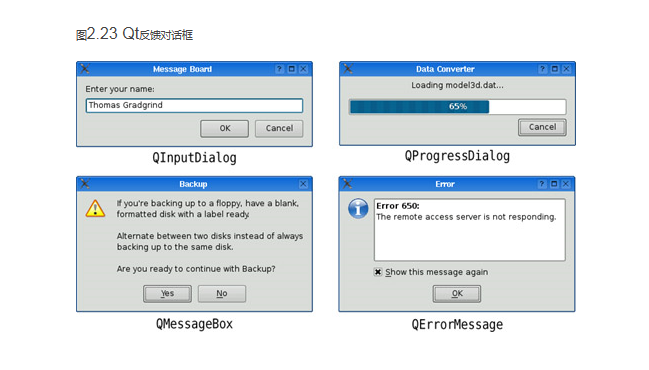 图2.23 Qt反馈对话框
Message Board
Enter your name:
Thomas Gradgrind
OK
Cancel
QInputDialog
Data Converter
Loading model3d.dat...
65%
Cancel
QProgressDialog
Backup
If you're backing up to a floppy, have a blank,
formatted disk with a label ready.
Alternate between two disks instead of always
backing up to the same disk.
Are you ready to continue with Backup?
Yes
No
QMessageBox
Error
Error 650:
The remote access server is not responding.
Show this message again
OK
QErrorMessage